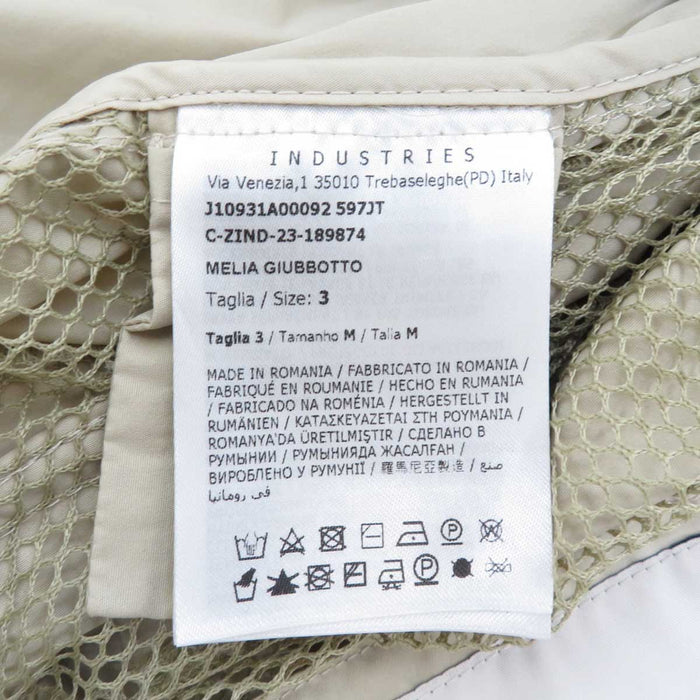 INDUSTRIES
Via Venezia,1 35010 Trebaseleghe(PD) Italy
J10931A00092 597JT
C-ZIND-23-189874
MELIA GIUBBOTTO
Taglia / Size: 3
Taglia 3 / Tamanho M / Talla M
MADE IN ROMANIA / FABBRICATO IN ROMANIA /
FABRIQUÉ EN ROUMANIE / HECHO EN RUMANIA
/ FABRICADO NA ROMÉNIA / HERGESTELLT IN
RUMÄNIEN / ΚΑΤΑΣΚΕΥΑΖΕΤΑΙ ΣΤΗ ΡΟΥΜΑΝΙΑ /
ROMANYA'DA ÜRETİLMİŞTİR / СДЕЛАНО В
РУМЫНИИ / РУМЫНИЯДА ЖАСАЛҒАН /
ВИРОБЛЕНО У РУМУНІЇ / 羅馬尼亞製造 / صنع
في رومانيا